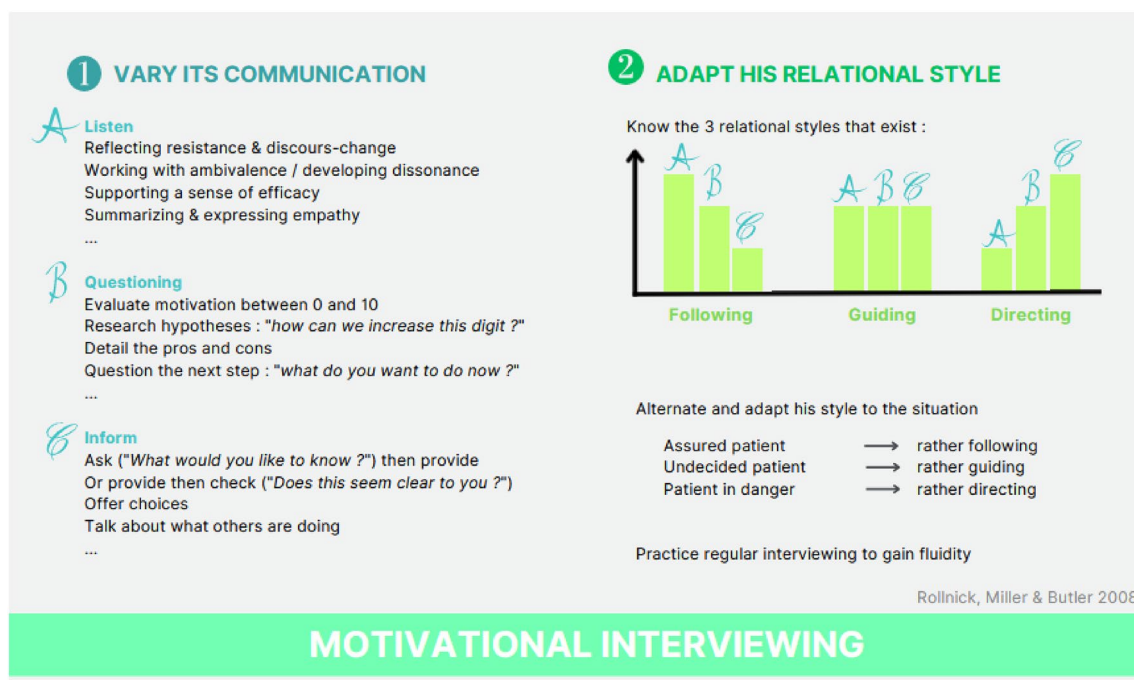 1 VARY ITS COMMUNICATION
A Listen
Reflecting resistance & discours-change
Working with ambivalence / developing dissonance
Supporting a sense of efficacy
Summarizing & expressing empathy
...
B Questioning
Evaluate motivation between 0 and 10
Research hypotheses : "how can we increase this digit ?"
Detail the pros and cons
Question the next step : "what do you want to do now ?"
...
C Inform
Ask ("What would you like to know ?") then provide
Or provide then check ("Does this seem clear to you ?")
Offer choices
Talk about what others are doing
...
2 ADAPT HIS RELATIONAL STYLE
Know the 3 relational styles that exist :
A B C A B C A B C
Following Guiding Directing
Alternate and adapt his style to the situation
Assured patient → rather following
Undecided patient → rather guiding
Patient in danger → rather directing
Practice regular interviewing to gain fluidity
Rollnick, Miller & Butler 2008
MOTIVATIONAL INTERVIEWING